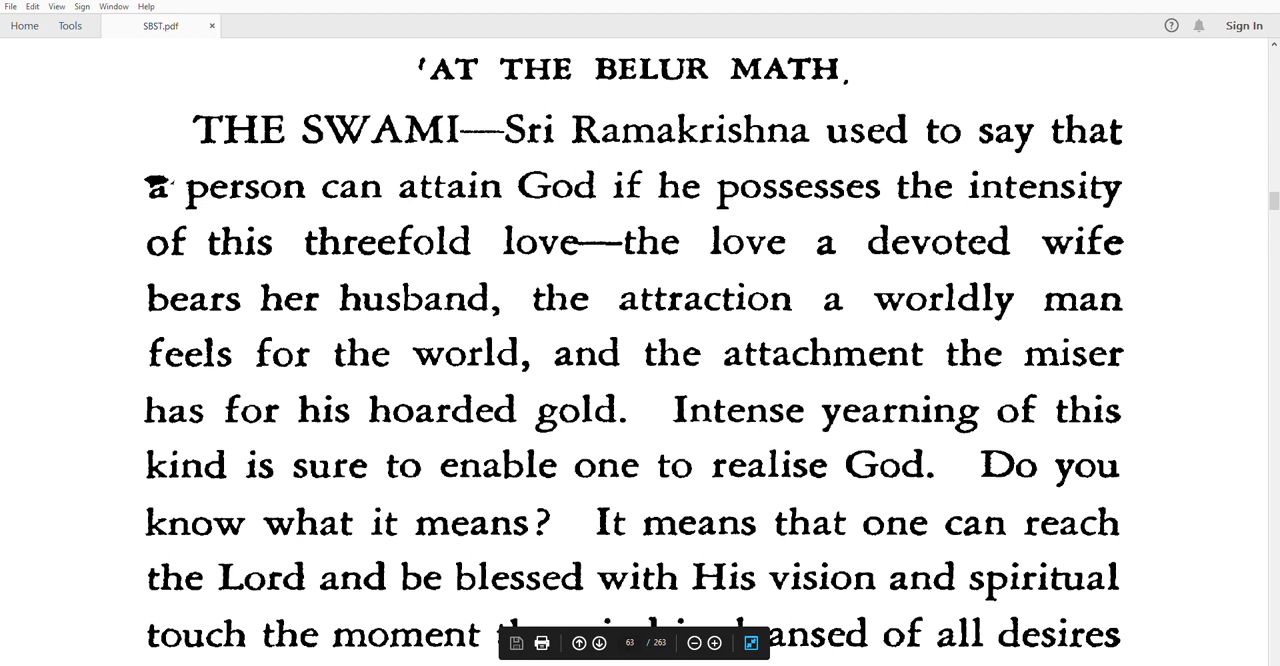 File Edit View Sign Window Help
Home Tools SBST.pdf × ? Sign In
'AT THE BELUR MATH.
THE SWAMI—Sri Ramakrishna used to say that
a person can attain God if he possesses the intensity
of this threefold love—the love a devoted wife
bears her husband, the attraction a worldly man
feels for the world, and the attachment the miser
has for his hoarded gold. Intense yearning of this
kind is sure to enable one to realise God. Do you
know what it means? It means that one can reach
the Lord and be blessed with His vision and spiritual
touch the moment of all desires
63 / 263